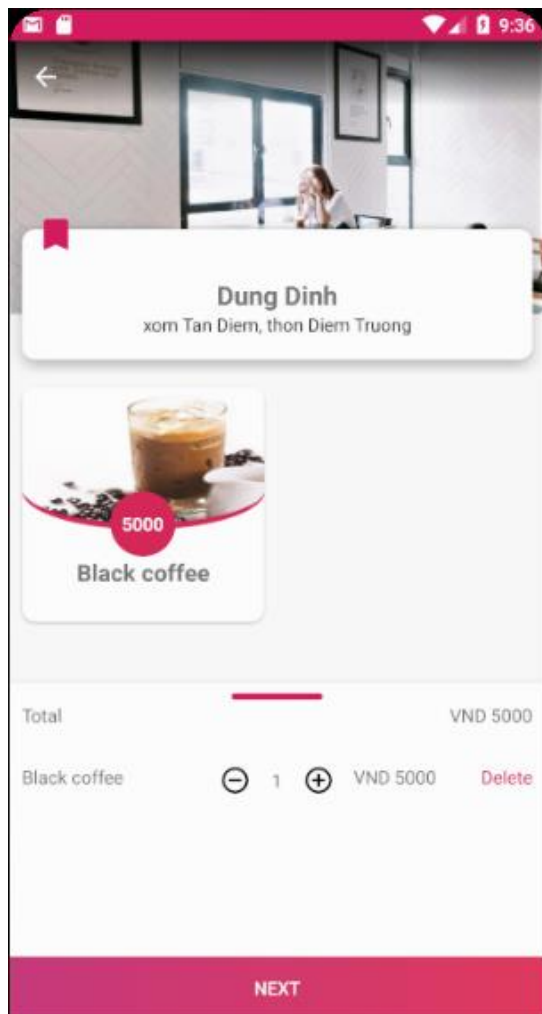 9:36
Dung Dinh
xom Tan Diem, thon Diem Truong
5000
Black coffee
Total VND 5000
Black coffee 1 VND 5000 Delete
NEXT